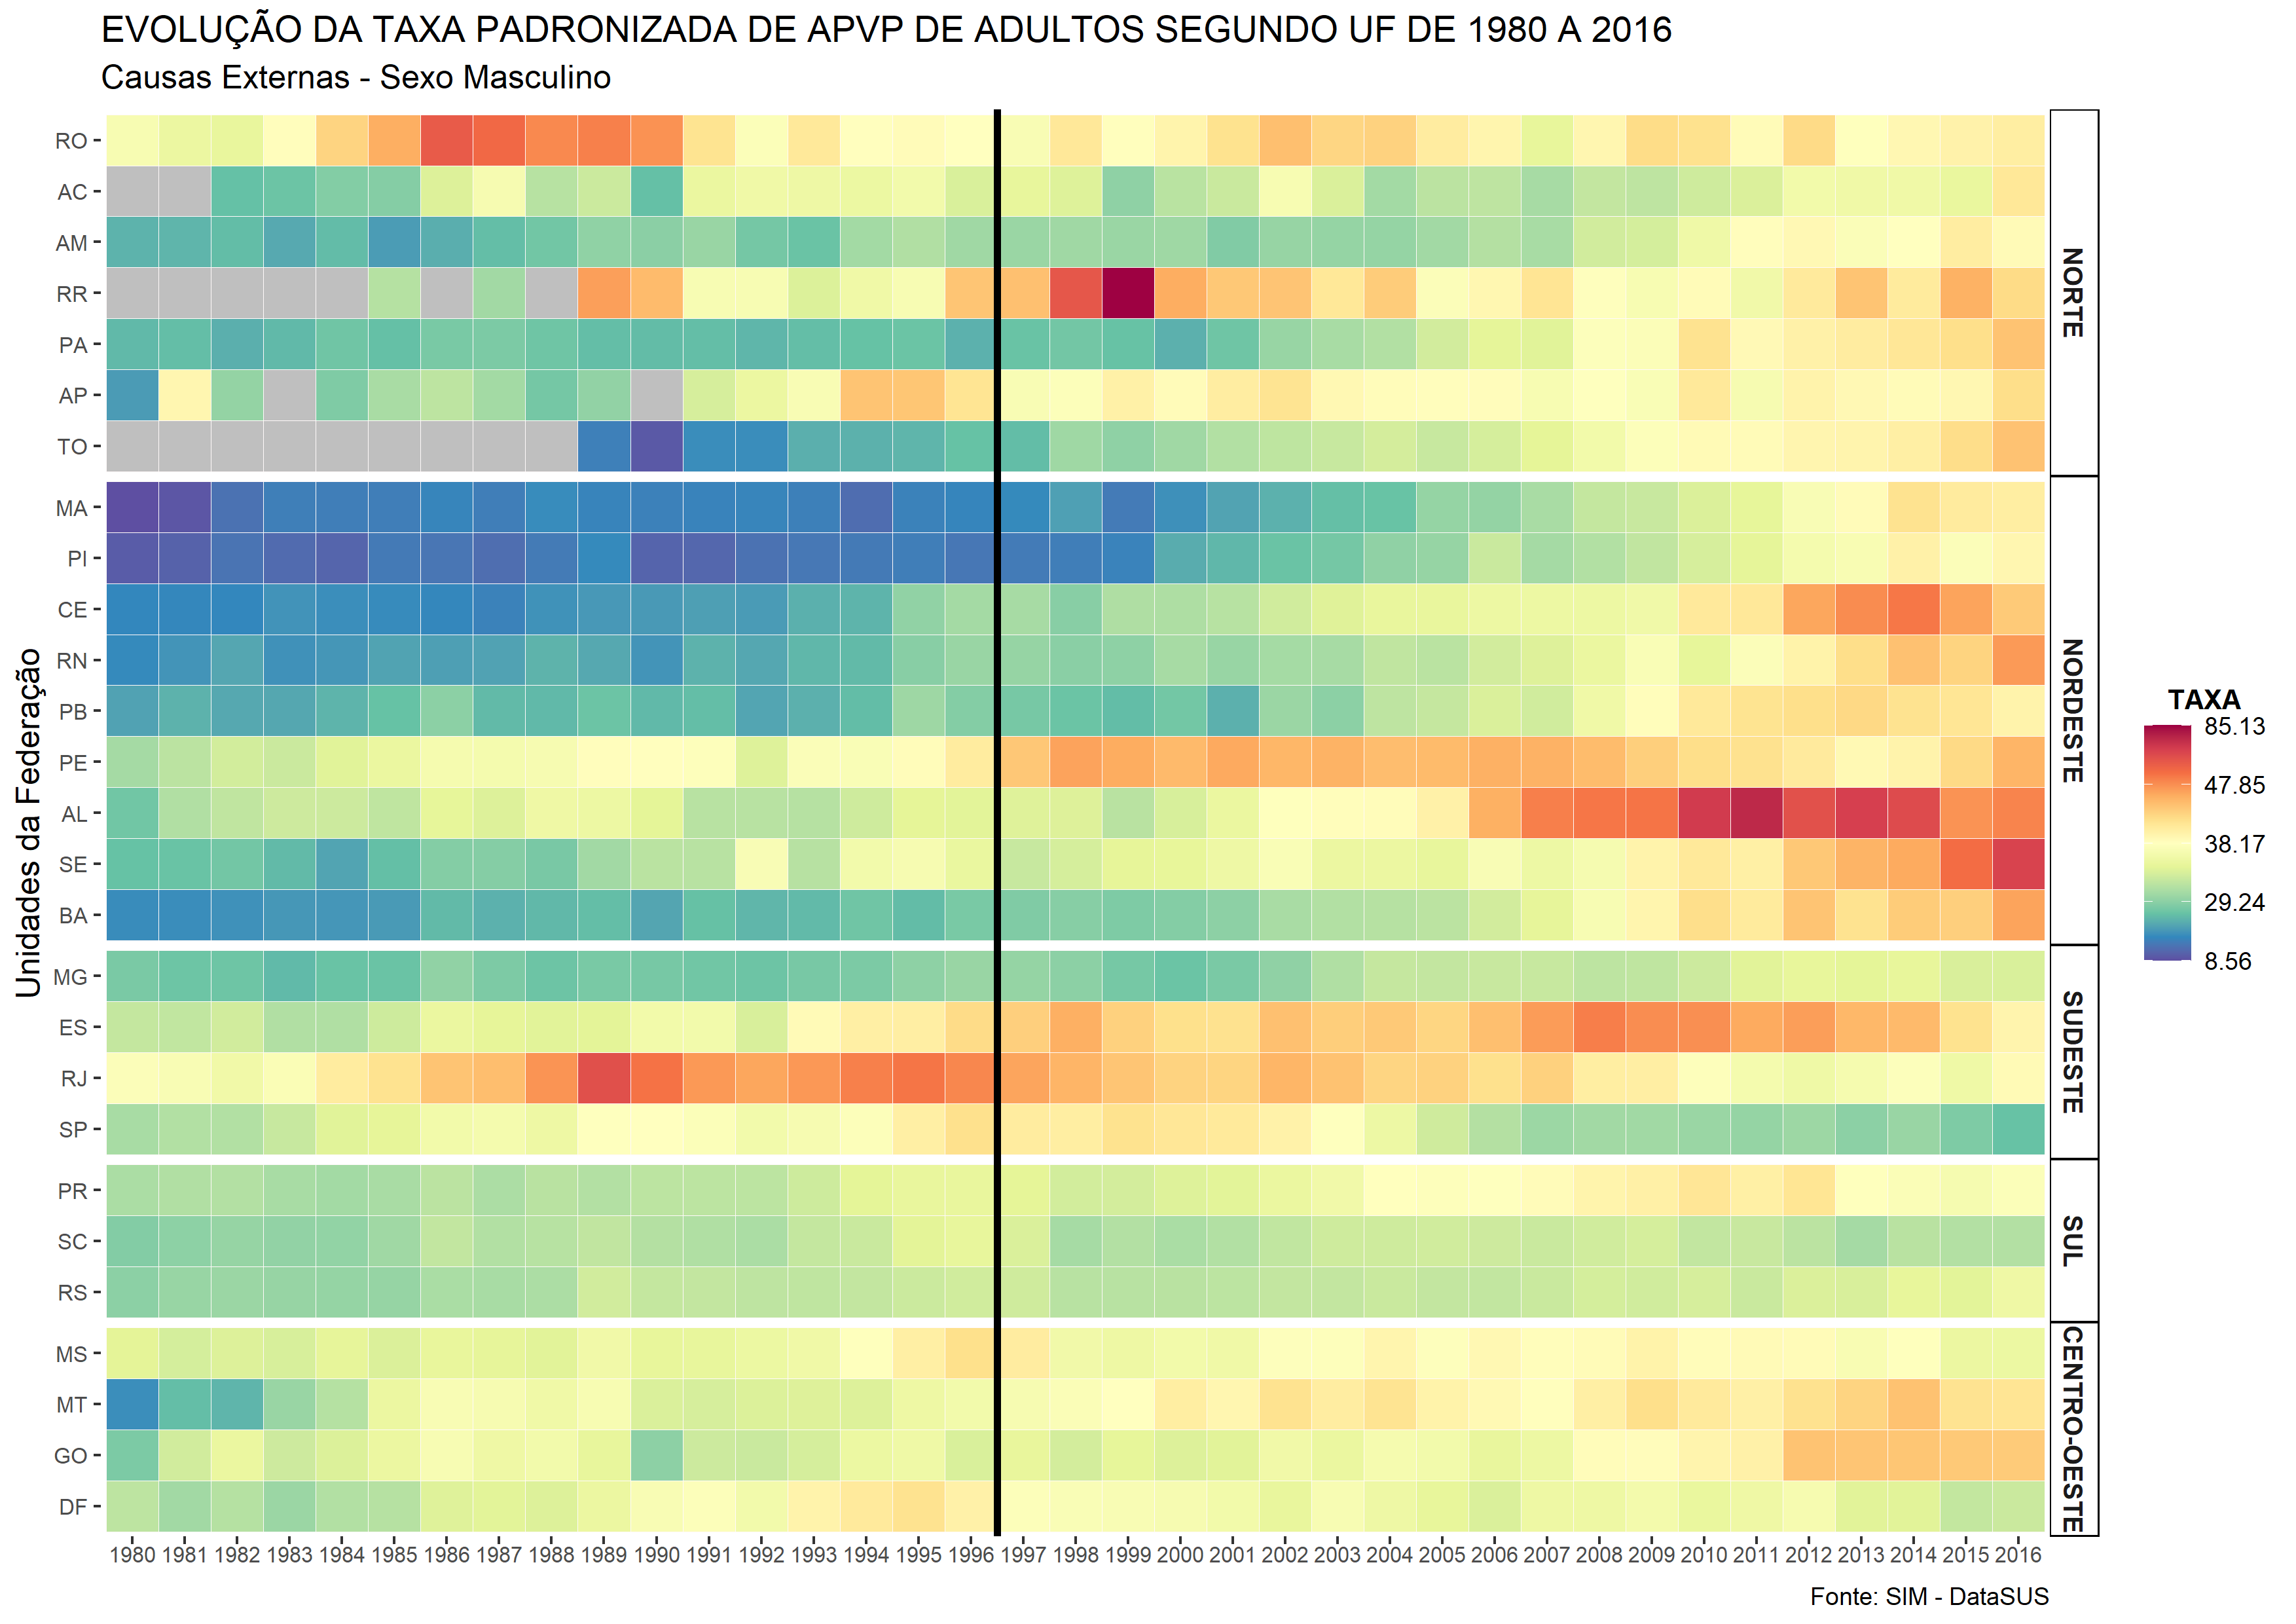 EVOLUÇÃO DA TAXA PADRONIZADA DE APVP DE ADULTOS SEGUNDO UF DE 1980 A 2016
Causas Externas - Sexo Masculino
Unidades da Federação
RO
AC
AM
RR
PA
AP
TO
NORTE
MA
PI
CE
RN
PB
PE
AL
SE
BA
NORDESTE
MG
ES
RJ
SP
SUDESTE
PR
SC
RS
SUL
MS
MT
GO
DF
CENTRO-OESTE
1980 1981 1982 1983 1984 1985 1986 1987 1988 1989 1990 1991 1992 1993 1994 1995 1996 1997 1998 1999 2000 2001 2002 2003 2004 2005 2006 2007 2008 2009 2010 2011 2012 2013 2014 2015 2016
TAXA
85.13
47.85
38.17
29.24
8.56
Fonte: SIM - DataSUS